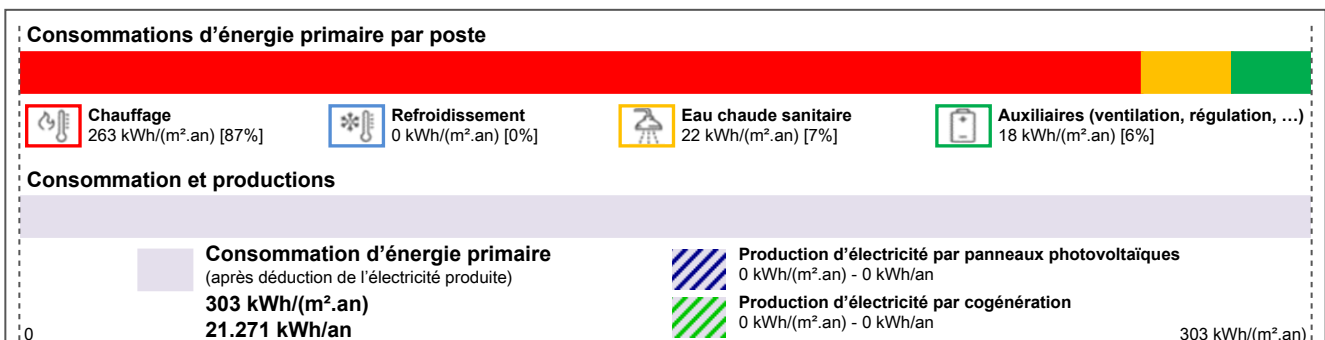 Consommations d’énergie primaire par poste
Chauffage
263 kWh/(m².an) [87%]
Refroidissement
0 kWh/(m².an) [0%]
Eau chaude sanitaire
22 kWh/(m².an) [7%]
Auxiliaires (ventilation, régulation, …)
18 kWh/(m².an) [6%]
Consommation et productions
Consommation d’énergie primaire
(après déduction de l’électricité produite)
303 kWh/(m².an)
21.271 kWh/an
Production d’électricité par panneaux photovoltaïques
0 kWh/(m².an) - 0 kWh/an
Production d’électricité par cogénération
0 kWh/(m².an) - 0 kWh/an
0
303 kWh/(m².an)